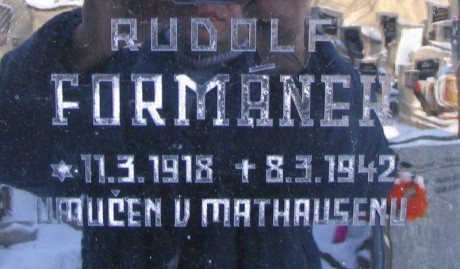 RUDOLF
FORMÁNEK
*11.3.1918 ✝8.3.1942
UMUČEN V MATHAUSENU